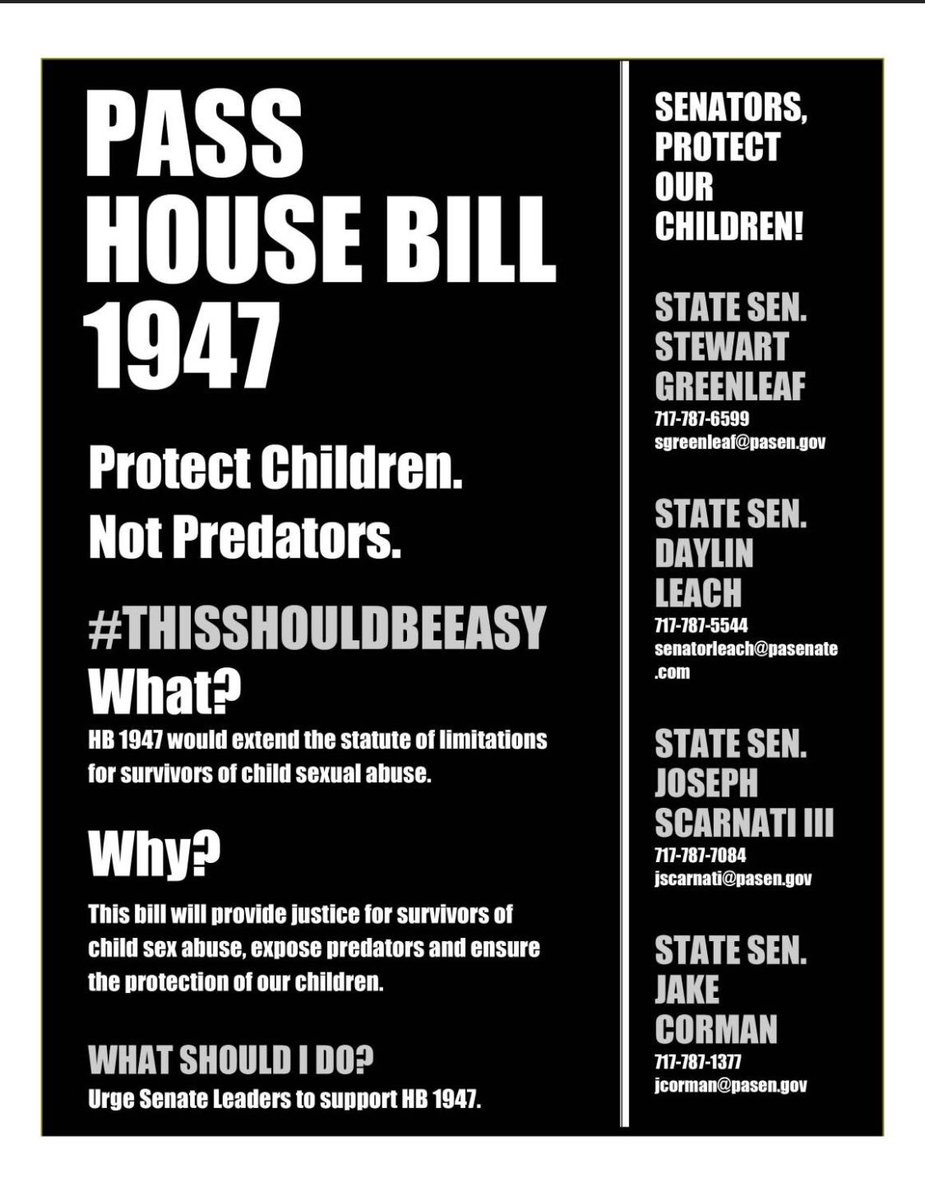 PASS
HOUSE BILL
1947
Protect Children.
Not Predators.
#THISSHOULDBEEASY
What?
HB 1947 would extend the statute of limitations
for survivors of child sexual abuse.
Why?
This bill will provide justice for survivors of
child sex abuse, expose predators and ensure
the protection of our children.
WHAT SHOULD I DO?
Urge Senate Leaders to support HB 1947.
SENATORS,
PROTECT
OUR
CHILDREN!
STATE SEN.
STEWART
GREENLEAF
717-787-6599
sgreenleaf@pasen.gov
STATE SEN.
DAYLIN
LEACH
717-787-5544
senatorleach@pasenate
.com
STATE SEN.
JOSEPH
SCARNATI III
717-787-7084
jscarnati@pasen.gov
STATE SEN.
JAKE
CORMAN
717-787-1377
jcorman@pasen.gov